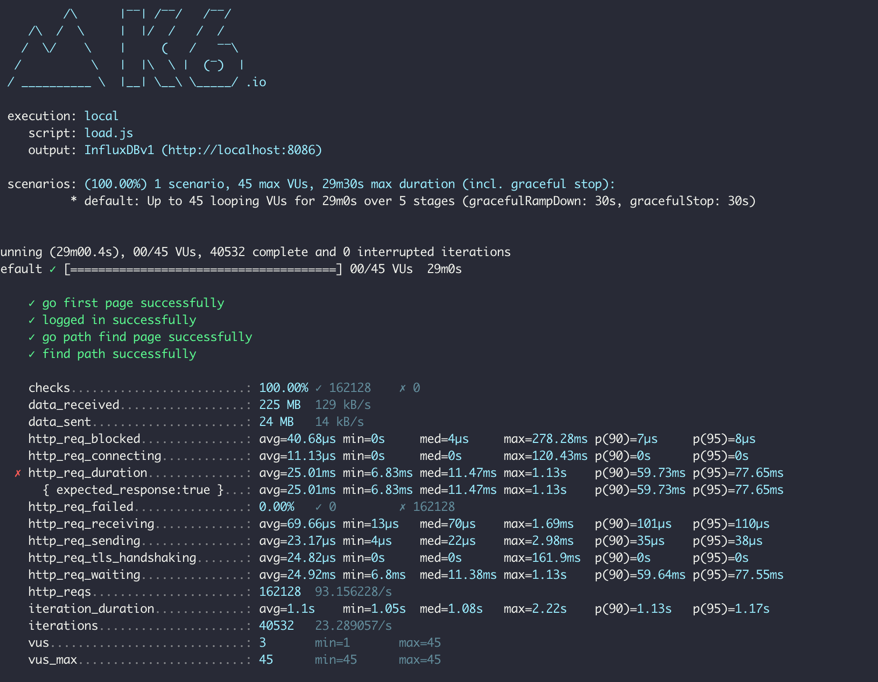 /\      |‾‾| /‾‾/   /‾‾/
/\  /  \     |  |/  /   /  /
/  \/    \    |     (   /   ‾‾\
/          \   |  |\  \ |  (‾)  |
/ __________ \  |__| \__\ \_____/ .io
execution: local
script: load.js
output: InfluxDBv1 (http://localhost:8086)
scenarios: (100.00%) 1 scenario, 45 max VUs, 29m30s max duration (incl. graceful stop):
* default: Up to 45 looping VUs for 29m0s over 5 stages (gracefulRampDown: 30s, gracefulStop: 30s)
unning (29m00.4s), 00/45 VUs, 40532 complete and 0 interrupted iterations
efault ✓ [======================================] 00/45 VUs  29m0s
✓ go first page successfully
✓ logged in successfully
✓ go path find page successfully
✓ find path successfully
checks.........................: 100.00% ✓ 162128    ✗ 0
data_received..................: 225 MB  129 kB/s
data_sent......................: 24 MB   14 kB/s
http_req_blocked...............: avg=40.68µs min=0s     med=4µs     max=278.28ms p(90)=7µs     p(95)=8µs
http_req_connecting............: avg=11.13µs min=0s     med=0s      max=120.43ms p(90)=0s      p(95)=0s
✗ http_req_duration..............: avg=25.01ms min=6.83ms med=11.47ms max=1.13s    p(90)=59.73ms p(95)=77.65ms
{ expected_response:true }...: avg=25.01ms min=6.83ms med=11.47ms max=1.13s    p(90)=59.73ms p(95)=77.65ms
http_req_failed................: 0.00%   ✓ 0         ✗ 162128
http_req_receiving.............: avg=69.66µs min=13µs   med=70µs    max=1.69ms   p(90)=101µs   p(95)=110µs
http_req_sending...............: avg=23.17µs min=4µs    med=22µs    max=2.98ms   p(90)=35µs    p(95)=38µs
http_req_tls_handshaking.......: avg=24.82µs min=0s     med=0s      max=161.9ms  p(90)=0s      p(95)=0s
http_req_waiting...............: avg=24.92ms min=6.8ms  med=11.38ms max=1.13s    p(90)=59.64ms p(95)=77.55ms
http_reqs......................: 162128  93.156228/s
iteration_duration.............: avg=1.1s    min=1.05s  med=1.08s   max=2.22s    p(90)=1.13s   p(95)=1.17s
iterations.....................: 40532   23.289057/s
vus............................: 3       min=1       max=45
vus_max........................: 45      min=45      max=45